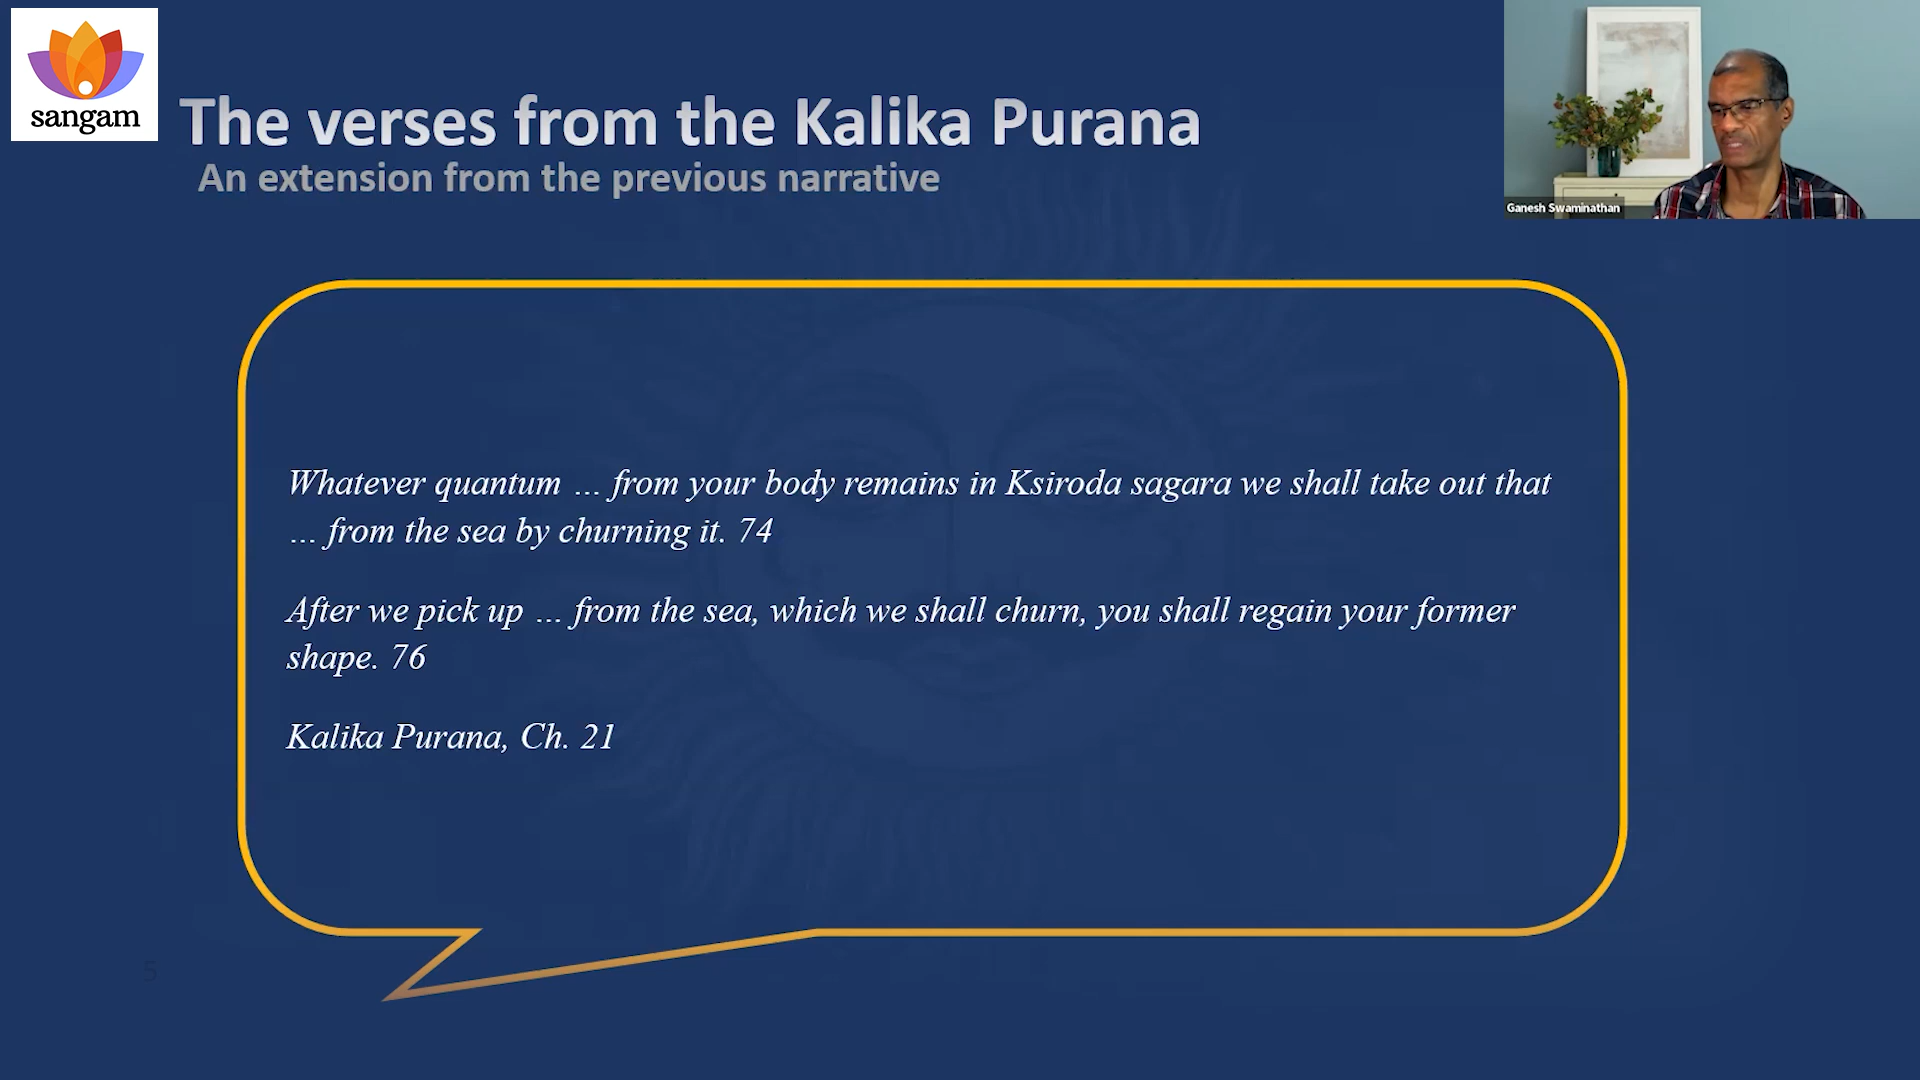 sangam
The verses from the Kalika Purana
An extension from the previous narrative
Ganesh Swaminathan
Whatever quantum ... from your body remains in Ksiroda sagara we shall take out that
... from the sea by churning it. 74
After we pick up ... from the sea, which we shall churn, you shall regain your former
shape. 76
Kalika Purana, Ch. 21
5